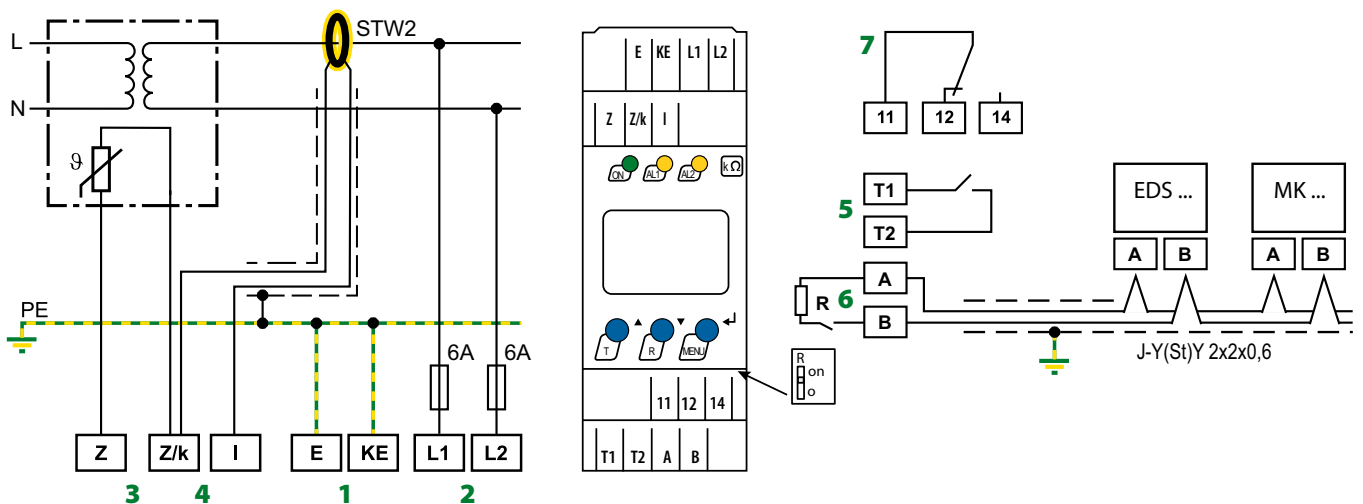 L
STW2
N
ϑ
PE
6A 6A
Z Z/k I E KE L1 L2
3 4 1 2
E KE L1 L2
Z Z/k I
ON AL1 AL2 kΩ
T R MENU
R
on
o
11 12 14
T1 T2 A B
7
11 12 14
T1
5
T2
A
R 6
B
EDS ... MK ...
A B A B
J-Y(St)Y 2x2x0,6